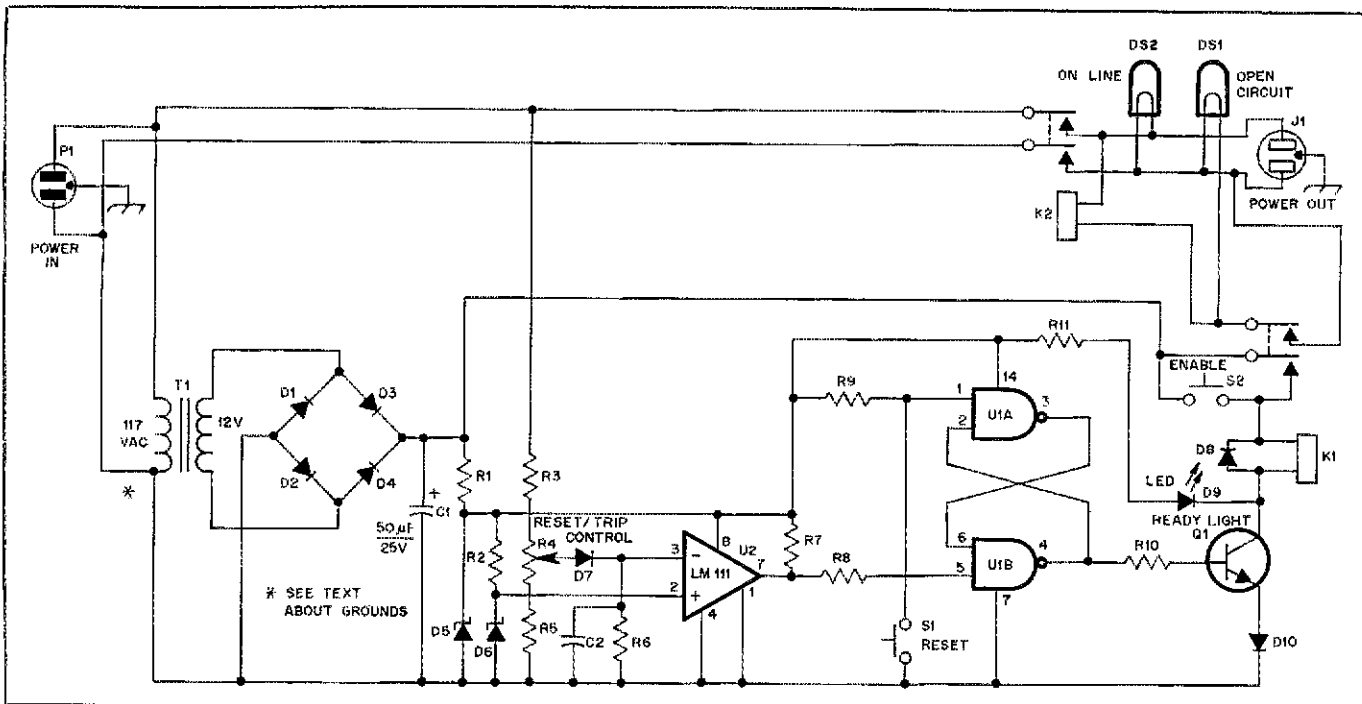 DS2
DS1
ON LINE
OPEN
CIRCUIT
J1
P1
K2
POWER OUT
POWER
IN
R11
ENABLE
S2
T1
117
VAC
12V
D1
D3
D2
D4
R9
1
14
2
3
U1A
*
+
C1
50µF
25V
R1
R3
D8
K1
LED
D9
READY LIGHT
Q1
RESET/TRIP
CONTROL
R2
R4
D7
3
8
U2
LM 111
7
2
4
1
R7
R8
6
5
4
U1B
7
R10
* SEE TEXT
ABOUT GROUNDS
D5
D6
R5
C2
R6
S1
RESET
D10